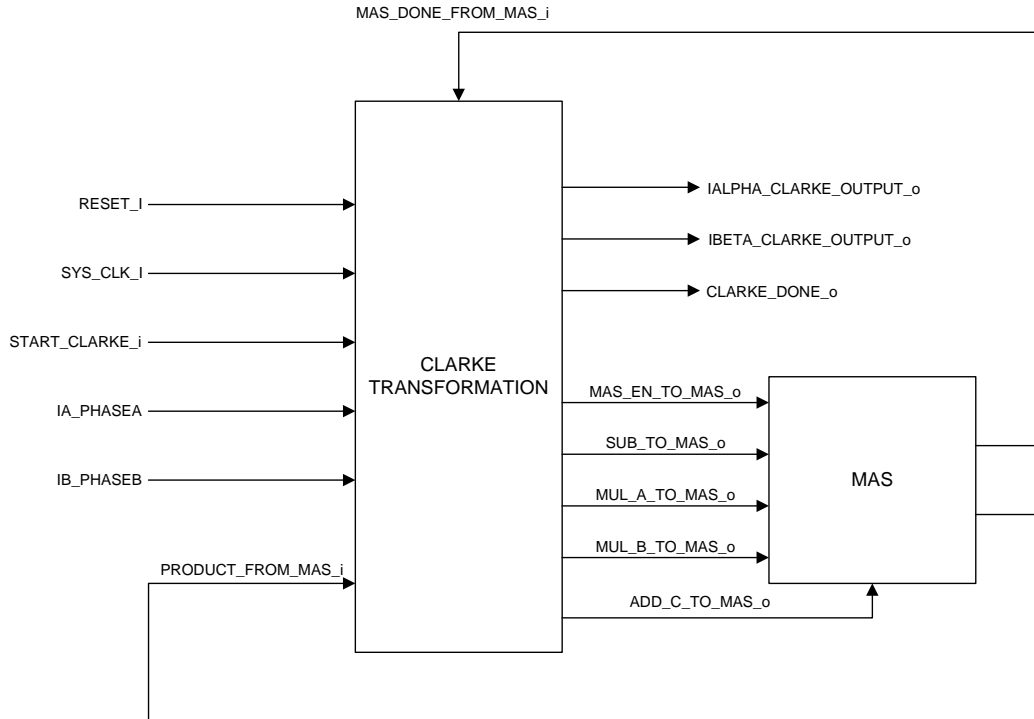 MAS_DONE_FROM_MAS_i
RESET_I
SYS_CLK_I
START_CLARKE_i
IA_PHASEA
IB_PHASEB
PRODUCT_FROM_MAS_i
CLARKE
TRANSFORMATION
IALPHA_CLARKE_OUTPUT_o
IBETA_CLARKE_OUTPUT_o
CLARKE_DONE_o
MAS_EN_TO_MAS_o
SUB_TO_MAS_o
MUL_A_TO_MAS_o
MUL_B_TO_MAS_o
ADD_C_TO_MAS_o
MAS